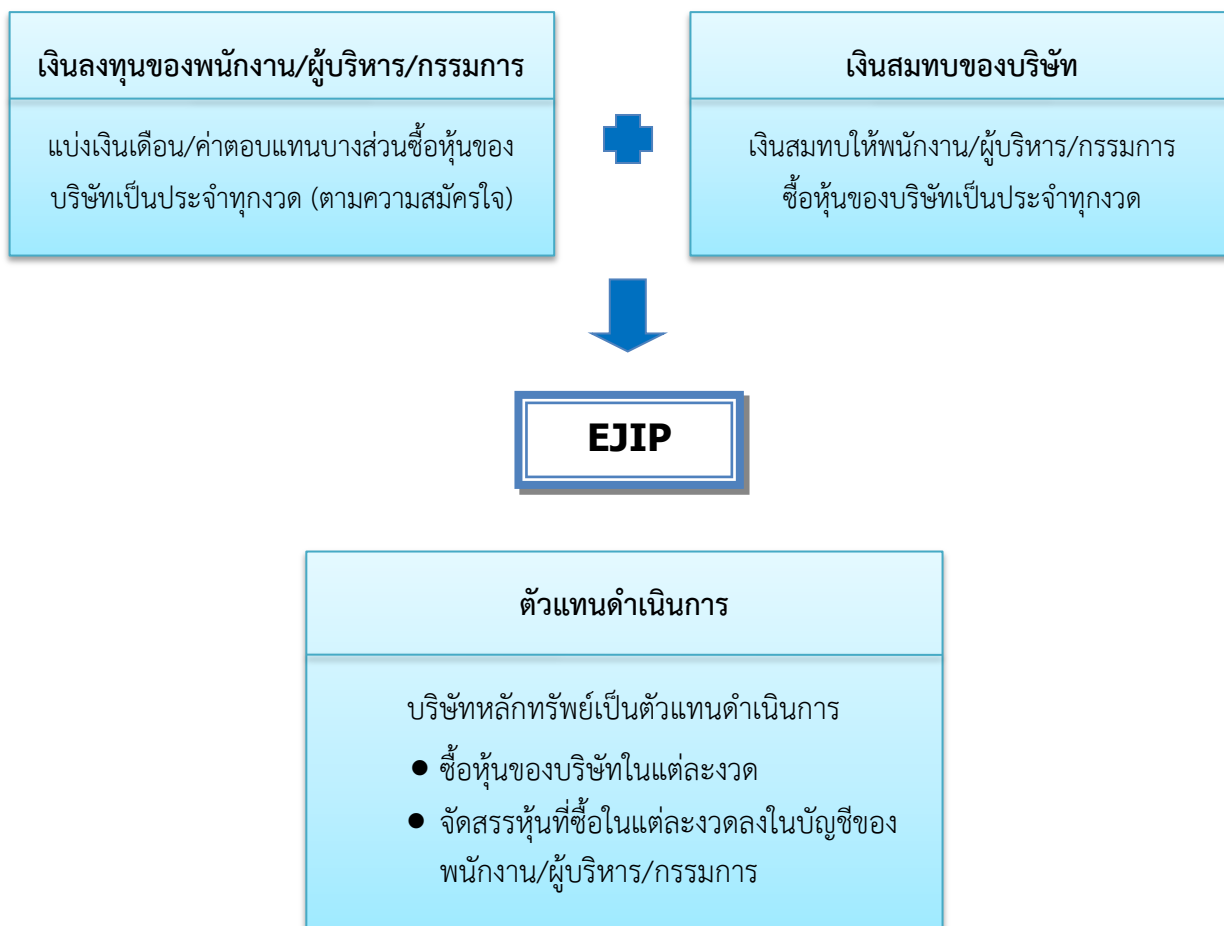 เงินลงทุนของพนักงาน/ผู้บริหาร/กรรมการ
แบ่งเงินเดือน/ค่าตอบแทนบางส่วนซื้อหุ้นของ
บริษัทเป็นประจำทุกงวด (ตามความสมัครใจ)
เงินสมทบของบริษัท
เงินสมทบให้พนักงาน/ผู้บริหาร/กรรมการ
ซื้อหุ้นของบริษัทเป็นประจำทุกงวด
EJIP
ตัวแทนดำเนินการ
บริษัทหลักทรัพย์เป็นตัวแทนดำเนินการ
● ซื้อหุ้นของบริษัทในแต่ละงวด
● จัดสรรหุ้นที่ซื้อในแต่ละงวดลงในบัญชีของ
พนักงาน/ผู้บริหาร/กรรมการ